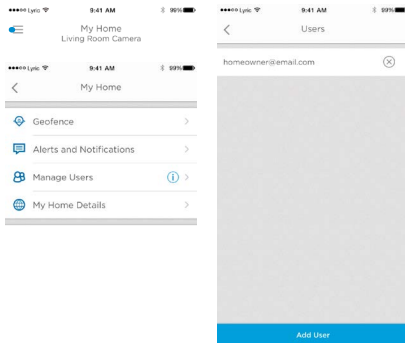 Lyric 9:41 AM 99%
My Home
Living Room Camera
Lyric 9:41 AM 99%
My Home
Geofence
Alerts and Notifications
Manage Users
My Home Details
Lyric 9:41 AM 99%
Users
homeowner@email.com
Add User